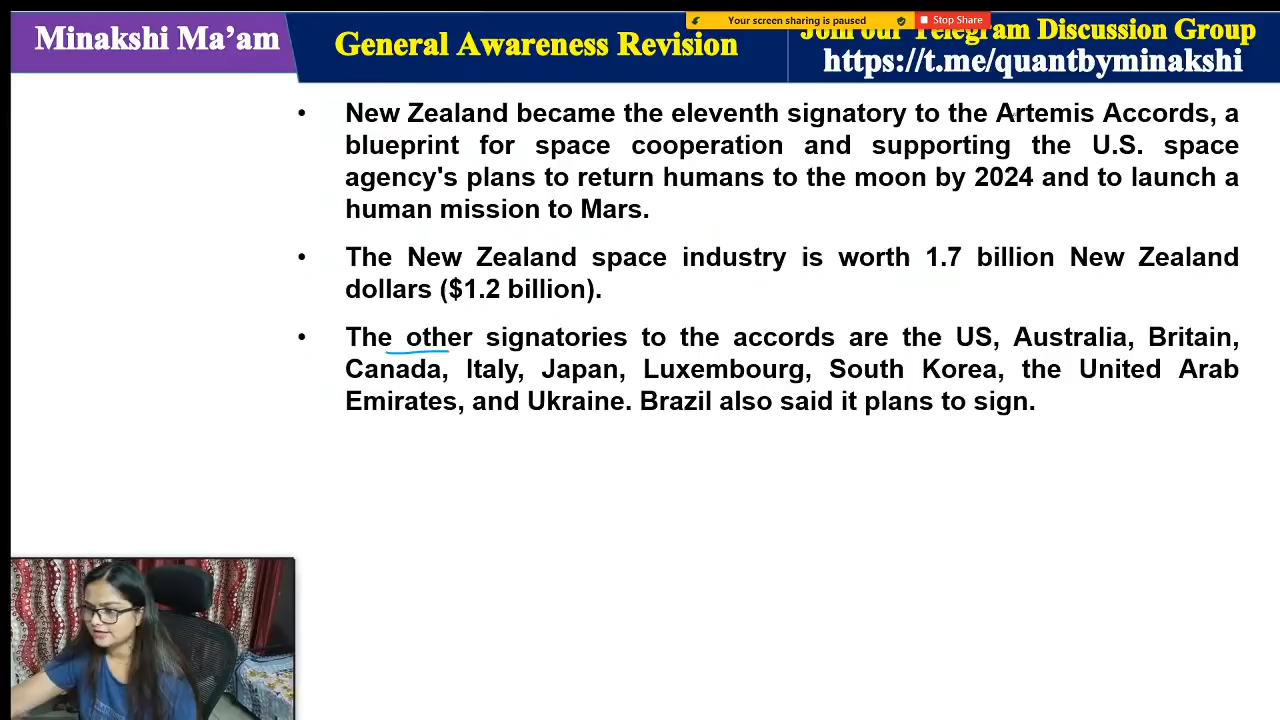 Minakshi Ma’am
General Awareness Revision
Your screen sharing is paused
Stop Share
Join our Telegram Discussion Group
https://t.me/quantbyminakshi
• New Zealand became the eleventh signatory to the Artemis Accords, a
blueprint for space cooperation and supporting the U.S. space
agency's plans to return humans to the moon by 2024 and to launch a
human mission to Mars.
• The New Zealand space industry is worth 1.7 billion New Zealand
dollars ($1.2 billion).
• The other signatories to the accords are the US, Australia, Britain,
Canada, Italy, Japan, Luxembourg, South Korea, the United Arab
Emirates, and Ukraine. Brazil also said it plans to sign.